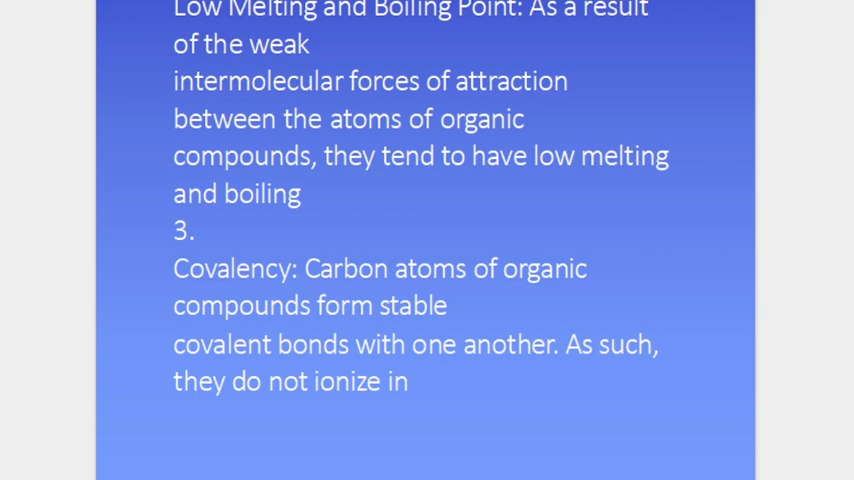 Low Melting and Boiling Point: As a result
of the weak
intermolecular forces of attraction
between the atoms of organic
compounds, they tend to have low melting
and boiling
3.
Covalency: Carbon atoms of organic
compounds form stable
covalent bonds with one another. As such,
they do not ionize in